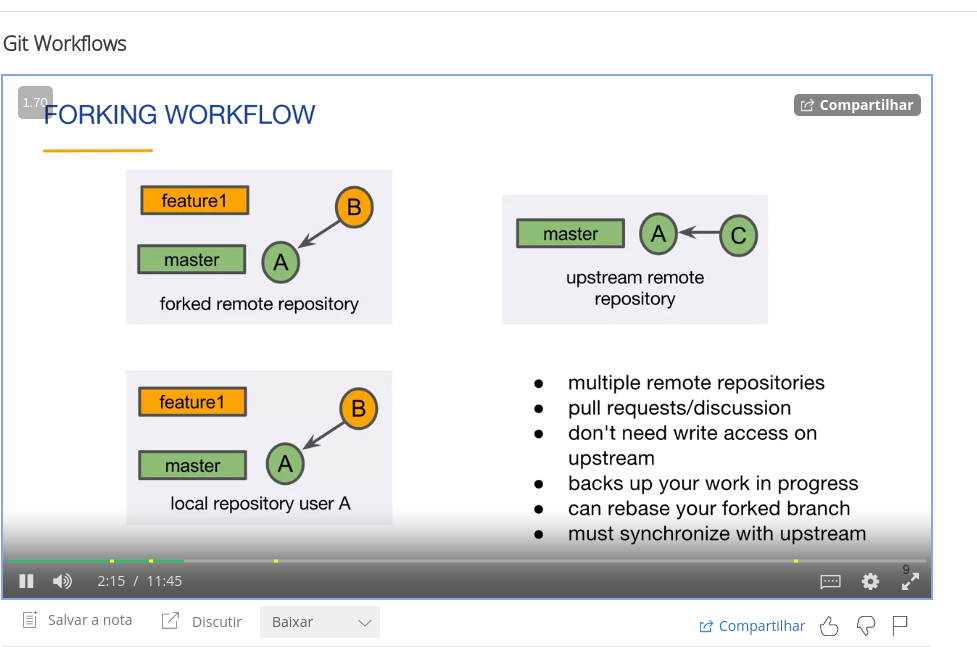 Git Workflows
1.70
FORKING WORKFLOW
Compartilhar
feature1
B
master
A
forked remote repository
master
A
C
upstream remote
repository
feature1
B
master
A
local repository user A
● multiple remote repositories
● pull requests/discussion
● don't need write access on
upstream
● backs up your work in progress
● can rebase your forked branch
● must synchronize with upstream
2:15 / 11:45
9
Salvar a nota
Discutir
Baixar
Compartilhar